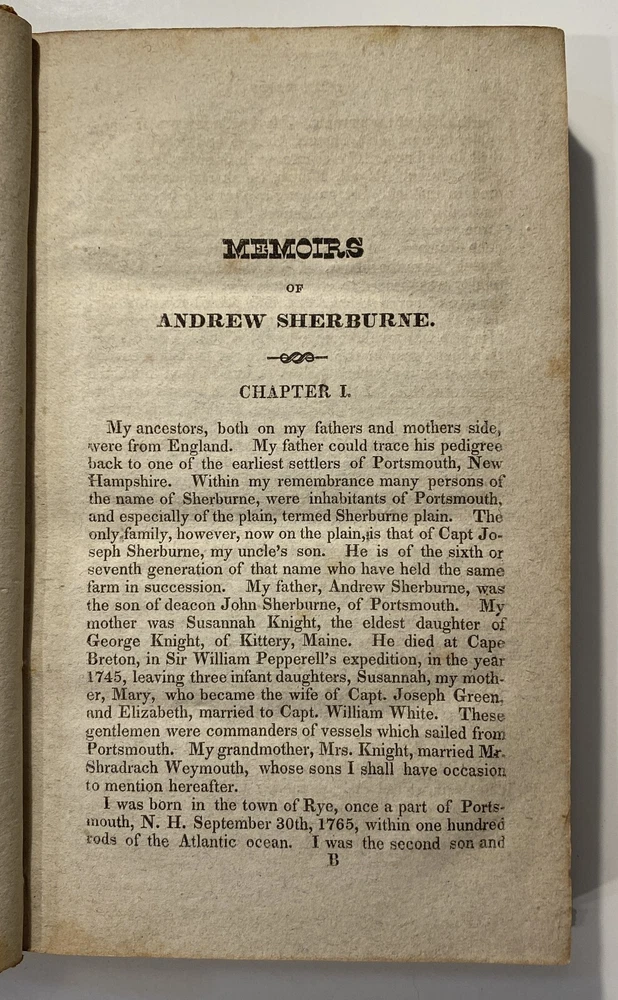 MEMOIRS
OF
ANDREW SHERBURNE.
CHAPTER I.
My ancestors, both on my fathers and mothers side,
were from England. My father could trace his pedigree
back to one of the earliest settlers of Portsmouth, New
Hampshire. Within my remembrance many persons of
the name of Sherburne, were inhabitants of Portsmouth,
and especially of the plain, termed Sherburne plain. The
only family, however, now on the plain, is that of Capt Jo-
seph Sherburne, my uncle's son. He is of the sixth or
seventh generation of that name who have held the same
farm in succession. My father, Andrew Sherburne, was
the son of deacon John Sherburne, of Portsmouth. My
mother was Susannah Knight, the eldest daughter of
George Knight, of Kittery, Maine. He died at Cape
Breton, in Sir William Pepperell's expedition, in the year
1745, leaving three infant daughters, Susannah, my moth-
er, Mary, who became the wife of Capt. Joseph Green,
and Elizabeth, married to Capt. William White. These
gentlemen were commanders of vessels which sailed from
Portsmouth. My grandmother, Mrs. Knight, married Mr.
Shradrach Weymouth, whose sons I shall have occasion
to mention hereafter.
I was born in the town of Rye, once a part of Ports-
mouth, N. H. September 30th, 1765, within one hundred
rods of the Atlantic ocean. I was the second son and
B